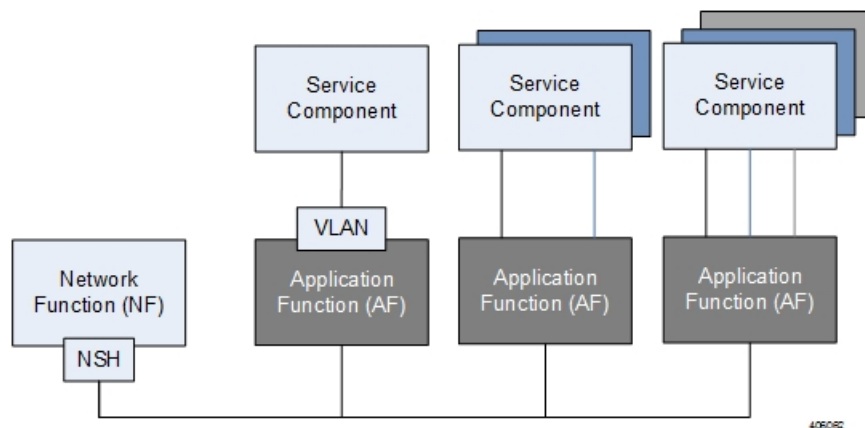 Service
Component
Service
Component
Service
Component
VLAN
Network
Function (NF)
Application
Function (AF)
Application
Function (AF)
Application
Function (AF)
NSH